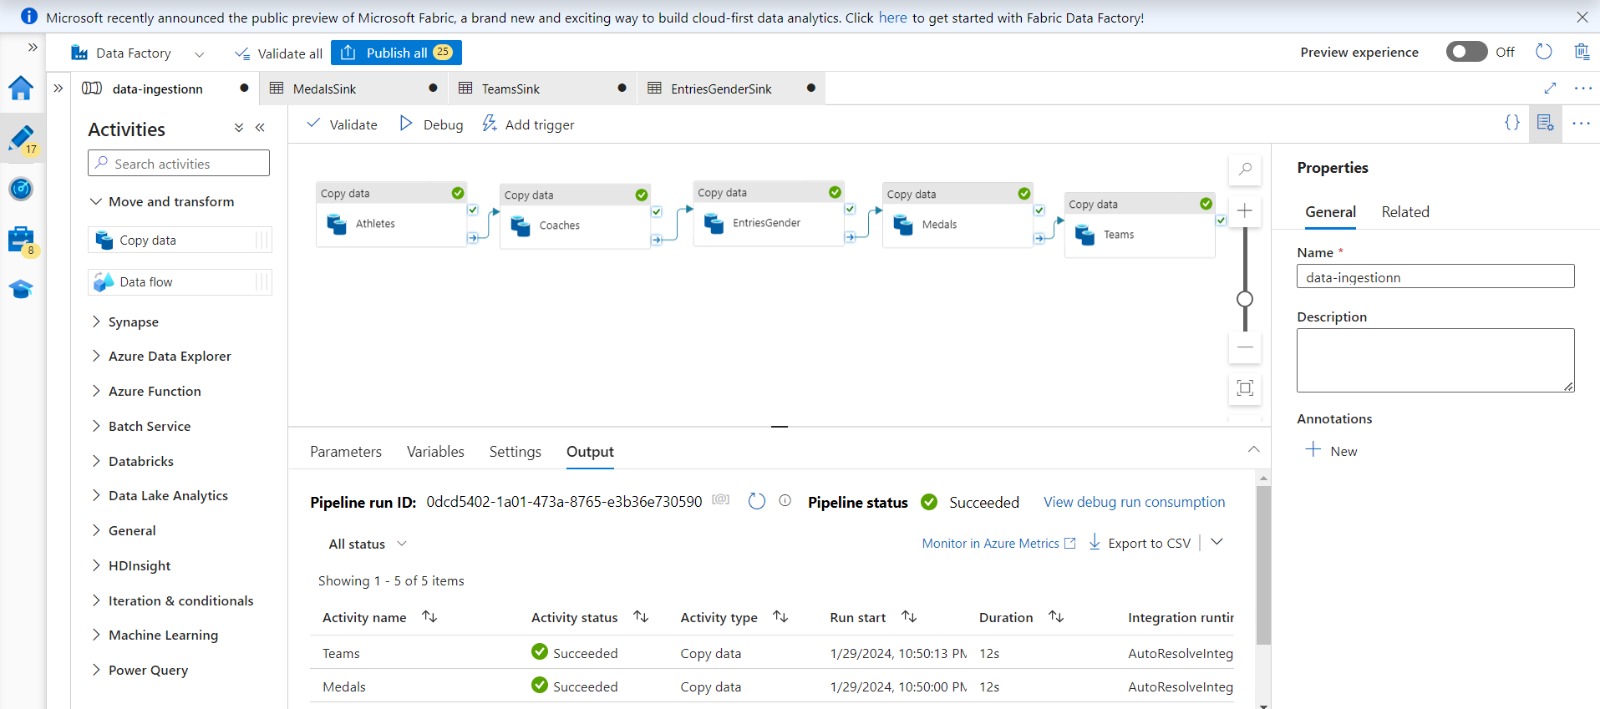 Microsoft recently announced the public preview of Microsoft Fabric, a brand new and exciting way to build cloud-first data analytics. Click here to get started with Fabric Data Factory!
Data Factory
Validate all
Publish all 25
Preview experience
Off
data-ingestionn
MedalsSink
TeamsSink
EntriesGenderSink
17
8
Activities
Search activities
Move and transform
Copy data
Data flow
Synapse
Azure Data Explorer
Azure Function
Batch Service
Databricks
Data Lake Analytics
General
HDInsight
Iteration & conditionals
Machine Learning
Power Query
Validate
Debug
Add trigger
Copy data
Athletes
Copy data
Coaches
Copy data
EntriesGender
Copy data
Medals
Copy data
Teams
Parameters
Variables
Settings
Output
Pipeline run ID: 0dcd5402-1a01-473a-8765-e3b36e730590
Pipeline status Succeeded
View debug run consumption
All status
Monitor in Azure Metrics
Export to CSV
Showing 1 - 5 of 5 items
Activity name Activity status Activity type Run start Duration Integration runtin
Teams Succeeded Copy data 1/29/2024, 10:50:13 PM 12s AutoResolveInteg
Medals Succeeded Copy data 1/29/2024, 10:50:00 PM 12s AutoResolveInteg
Properties
General
Related
Name *
data-ingestionn
Description
Annotations
New